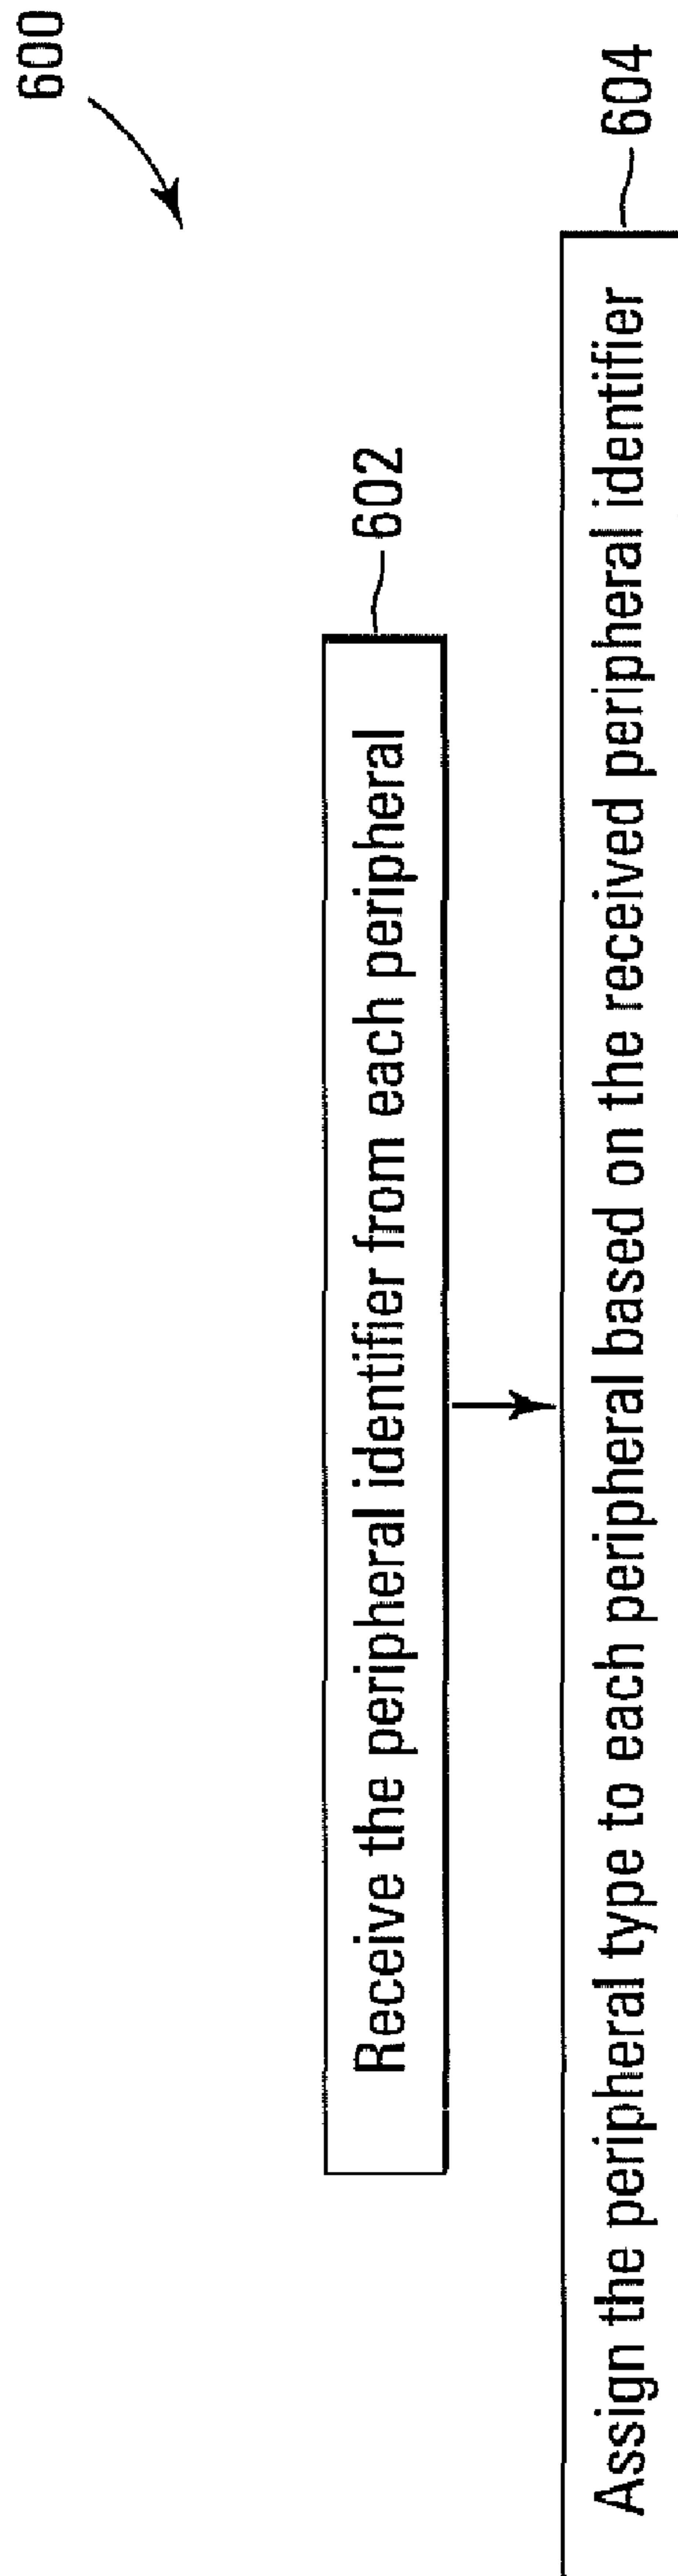 600
Receive the peripheral identifier from each peripheral
602
Assign the peripheral type to each peripheral based on the received peripheral identifier
604